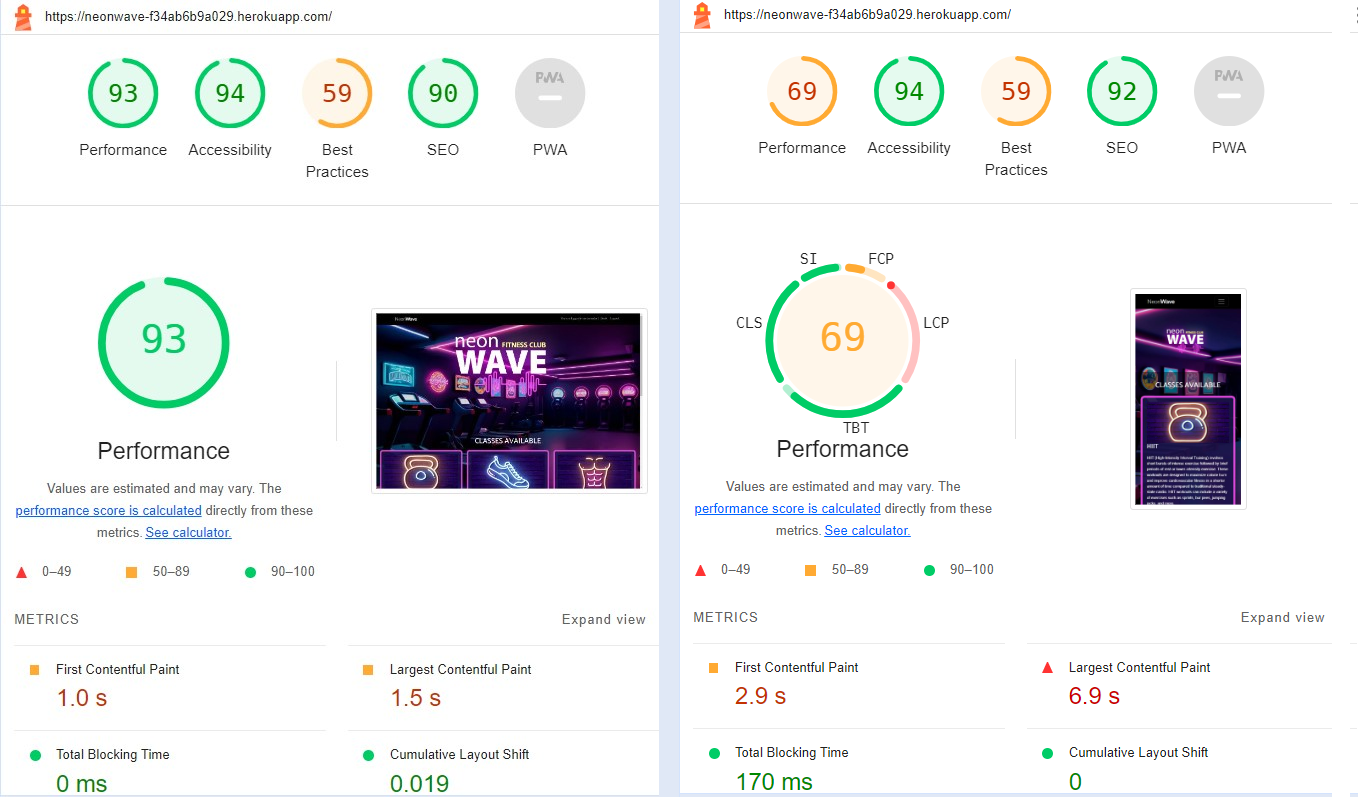 https://neonwave-f34ab6b9a029.herokuapp.com/
93
94
59
90
PWA
Performance
Accessibility
Best
Practices
SEO
PWA
93
Performance
Values are estimated and may vary. The
performance score is calculated directly from these
metrics. See calculator.
0–49
50–89
90–100
NeonWave
neon
FITNESS CLUB
WAVE
CLASSES AVAILABLE
METRICS
Expand view
First Contentful Paint
1.0 s
Largest Contentful Paint
1.5 s
Total Blocking Time
0 ms
Cumulative Layout Shift
0.019
https://neonwave-f34ab6b9a029.herokuapp.com/
69
94
59
92
PWA
Performance
Accessibility
Best
Practices
SEO
PWA
SI
FCP
CLS
LCP
69
TBT
Performance
Values are estimated and may vary. The
performance score is calculated directly from these
metrics. See calculator.
0–49
50–89
90–100
NeonWave
neon
FITNESS CLUB
WAVE
CLASSES AVAILABLE
HIIT
METRICS
Expand view
First Contentful Paint
2.9 s
Largest Contentful Paint
6.9 s
Total Blocking Time
170 ms
Cumulative Layout Shift
0